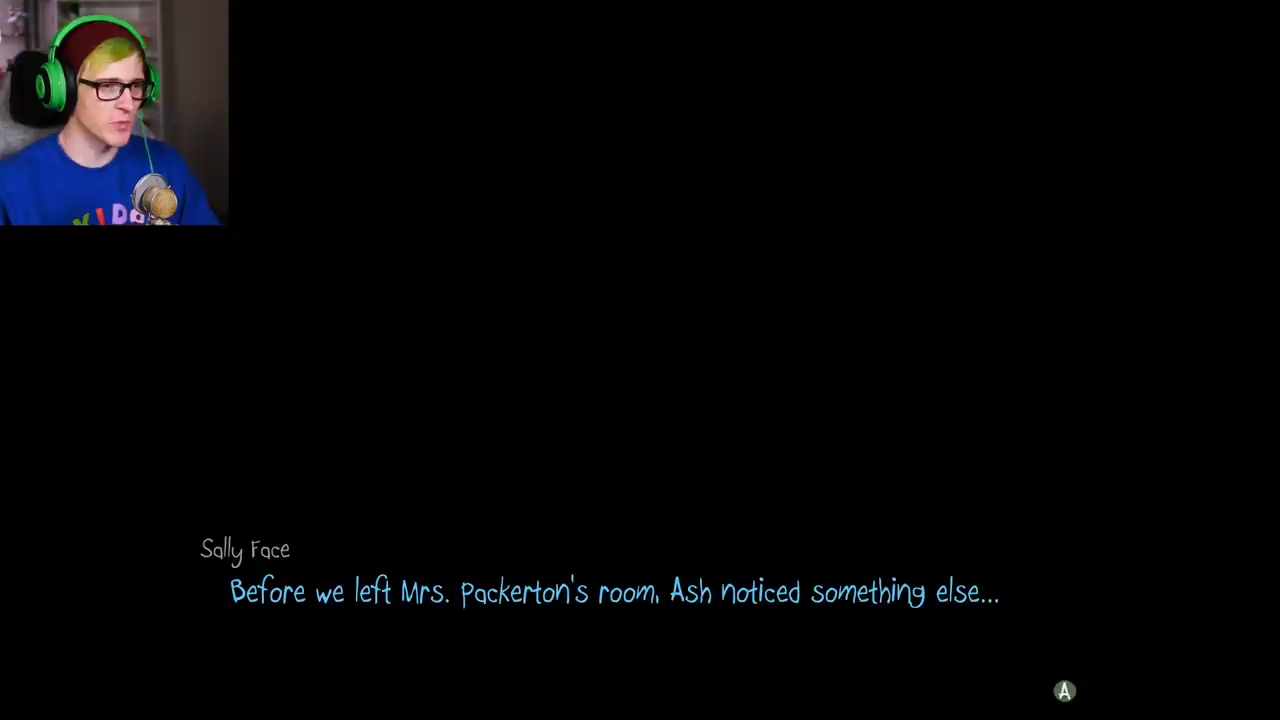 Sally Face
Before we left Mrs. Packerton's room, Ash noticed something else...
A